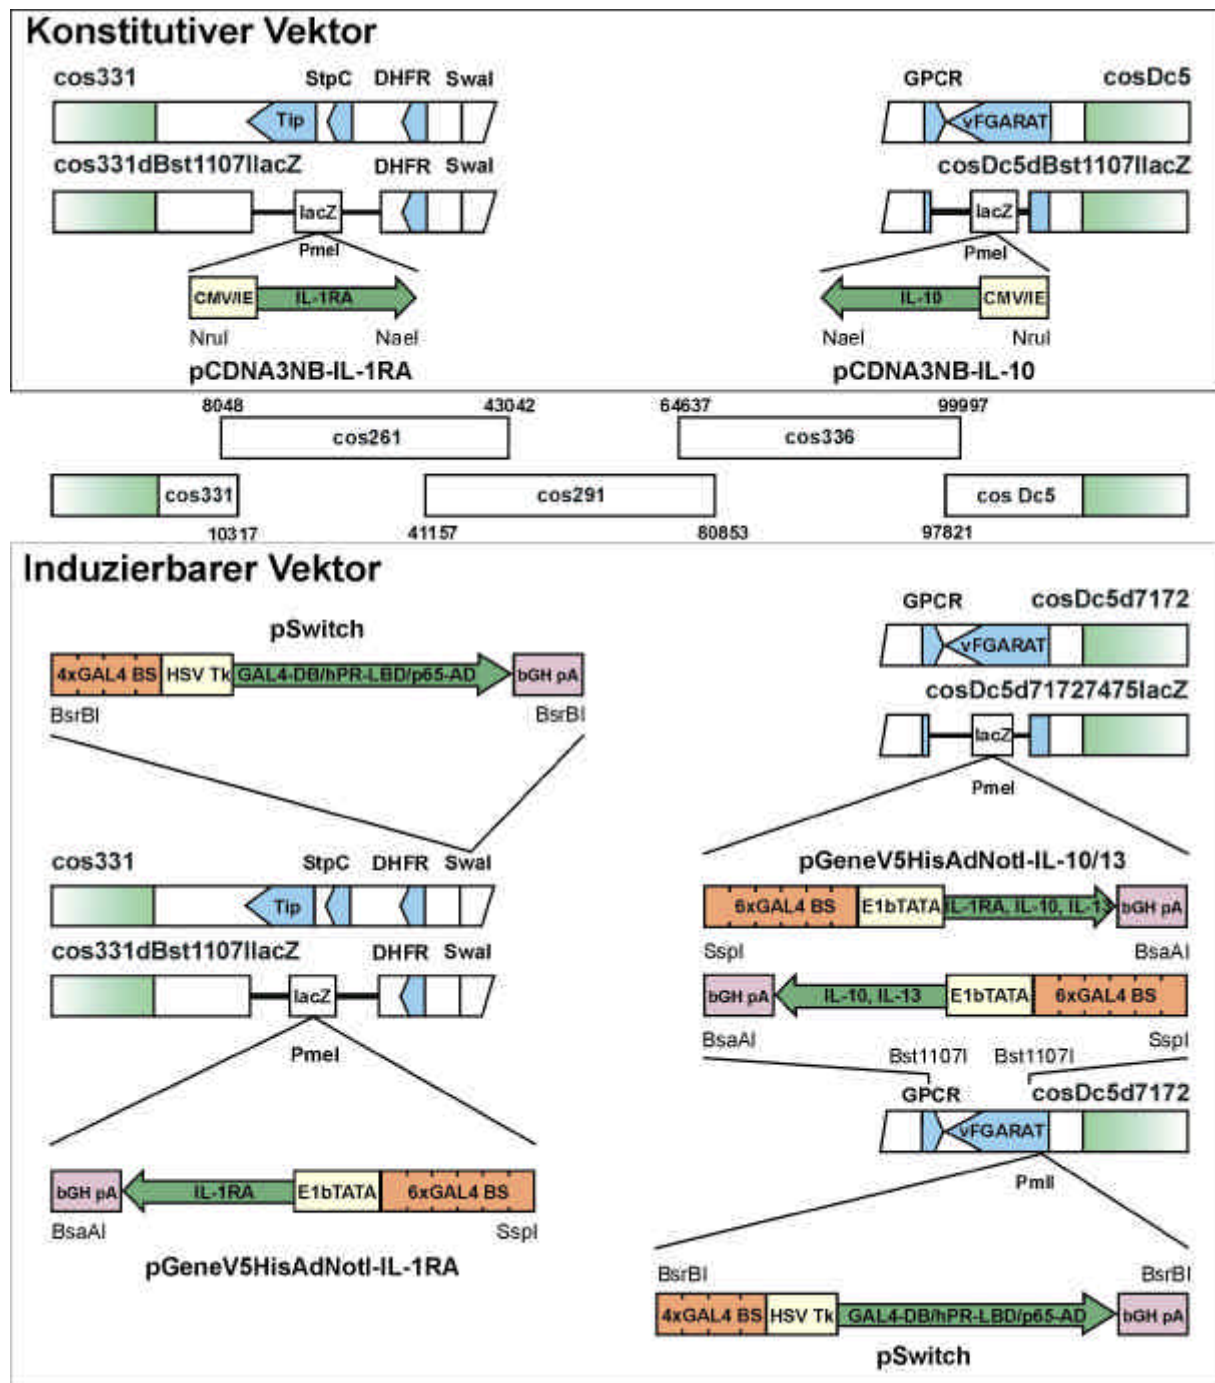 Konstitutiver Vektor
cos331 StpC DHFR SwaI GPCR cosDc5
Tip vFGARAT
cos331dBst1107IlacZ DHFR SwaI cosDc5dBst1107IlacZ
lacZ lacZ
PmeI PmeI
CMV/IE IL-1RA IL-10 CMV/IE
NruI NaeI NaeI NruI
pCDNA3NB-IL-1RA pCDNA3NB-IL-10
8048 43042 64637 99997
cos261 cos336
cos331 cos291 cos Dc5
10317 41157 80853 97821
Induzierbarer Vektor
GPCR cosDc5d7172
pSwitch
vFGARAT
4xGAL4 BS HSV Tk GAL4-DB/hPR-LBD/p65-AD bGH pA
cosDc5d71727475lacZ
BsrBI BsrBI
lacZ
PmeI
cos331 StpC DHFR SwaI
pGeneV5HisAdNotI-IL-10/13
Tip
6xGAL4 BS E1bTATA IL-1RA, IL-10, IL-13 bGH pA
cos331dBst1107IlacZ DHFR SwaI
SspI BsaAI
lacZ
bGH pA IL-10, IL-13 E1bTATA 6xGAL4 BS
PmeI
BsaAI Bst1107I Bst1107I SspI
GPCR cosDc5d7172
vFGARAT
PmlI
bGH pA IL-1RA E1bTATA 6xGAL4 BS
BsaAI SspI
pGeneV5HisAdNotI-IL-1RA
BsrBI BsrBI
4xGAL4 BS HSV Tk GAL4-DB/hPR-LBD/p65-AD bGH pA
pSwitch